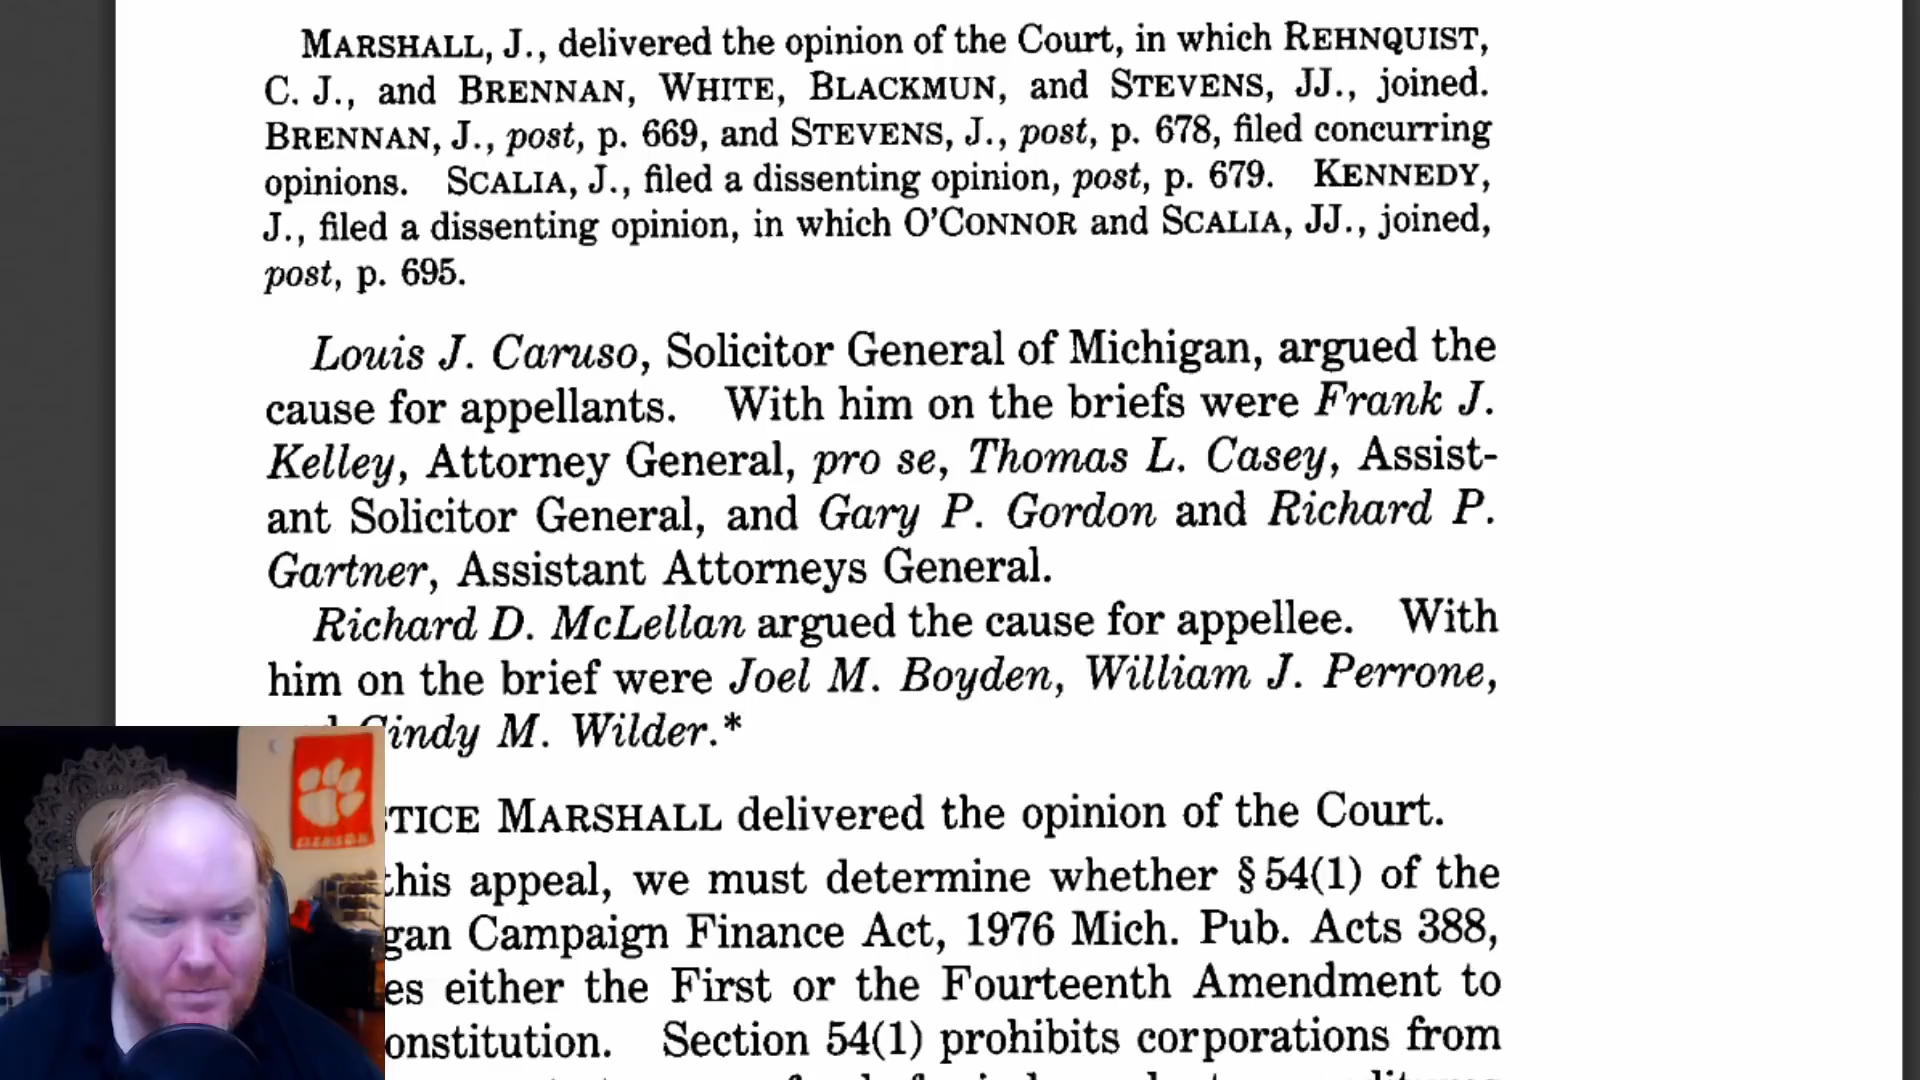 MARSHALL, J., delivered the opinion of the Court, in which REHNQUIST,
C. J., and BRENNAN, WHITE, BLACKMUN, and STEVENS, JJ., joined.
BRENNAN, J., post, p. 669, and STEVENS, J., post, p. 678, filed concurring
opinions. SCALIA, J., filed a dissenting opinion, post, p. 679. KENNEDY,
J., filed a dissenting opinion, in which O'CONNOR and SCALIA, JJ., joined,
post, p. 695.
Louis J. Caruso, Solicitor General of Michigan, argued the
cause for appellants. With him on the briefs were Frank J.
Kelley, Attorney General, pro se, Thomas L. Casey, Assist-
ant Solicitor General, and Gary P. Gordon and Richard P.
Gartner, Assistant Attorneys General.
Richard D. McLellan argued the cause for appellee. With
him on the brief were Joel M. Boyden, William J. Perrone,
indy M. Wilder.*
TICE MARSHALL delivered the opinion of the Court.
this appeal, we must determine whether § 54(1) of the
gan Campaign Finance Act, 1976 Mich. Pub. Acts 388,
es either the First or the Fourteenth Amendment to
onstitution. Section 54(1) prohibits corporations from
CLEMSON